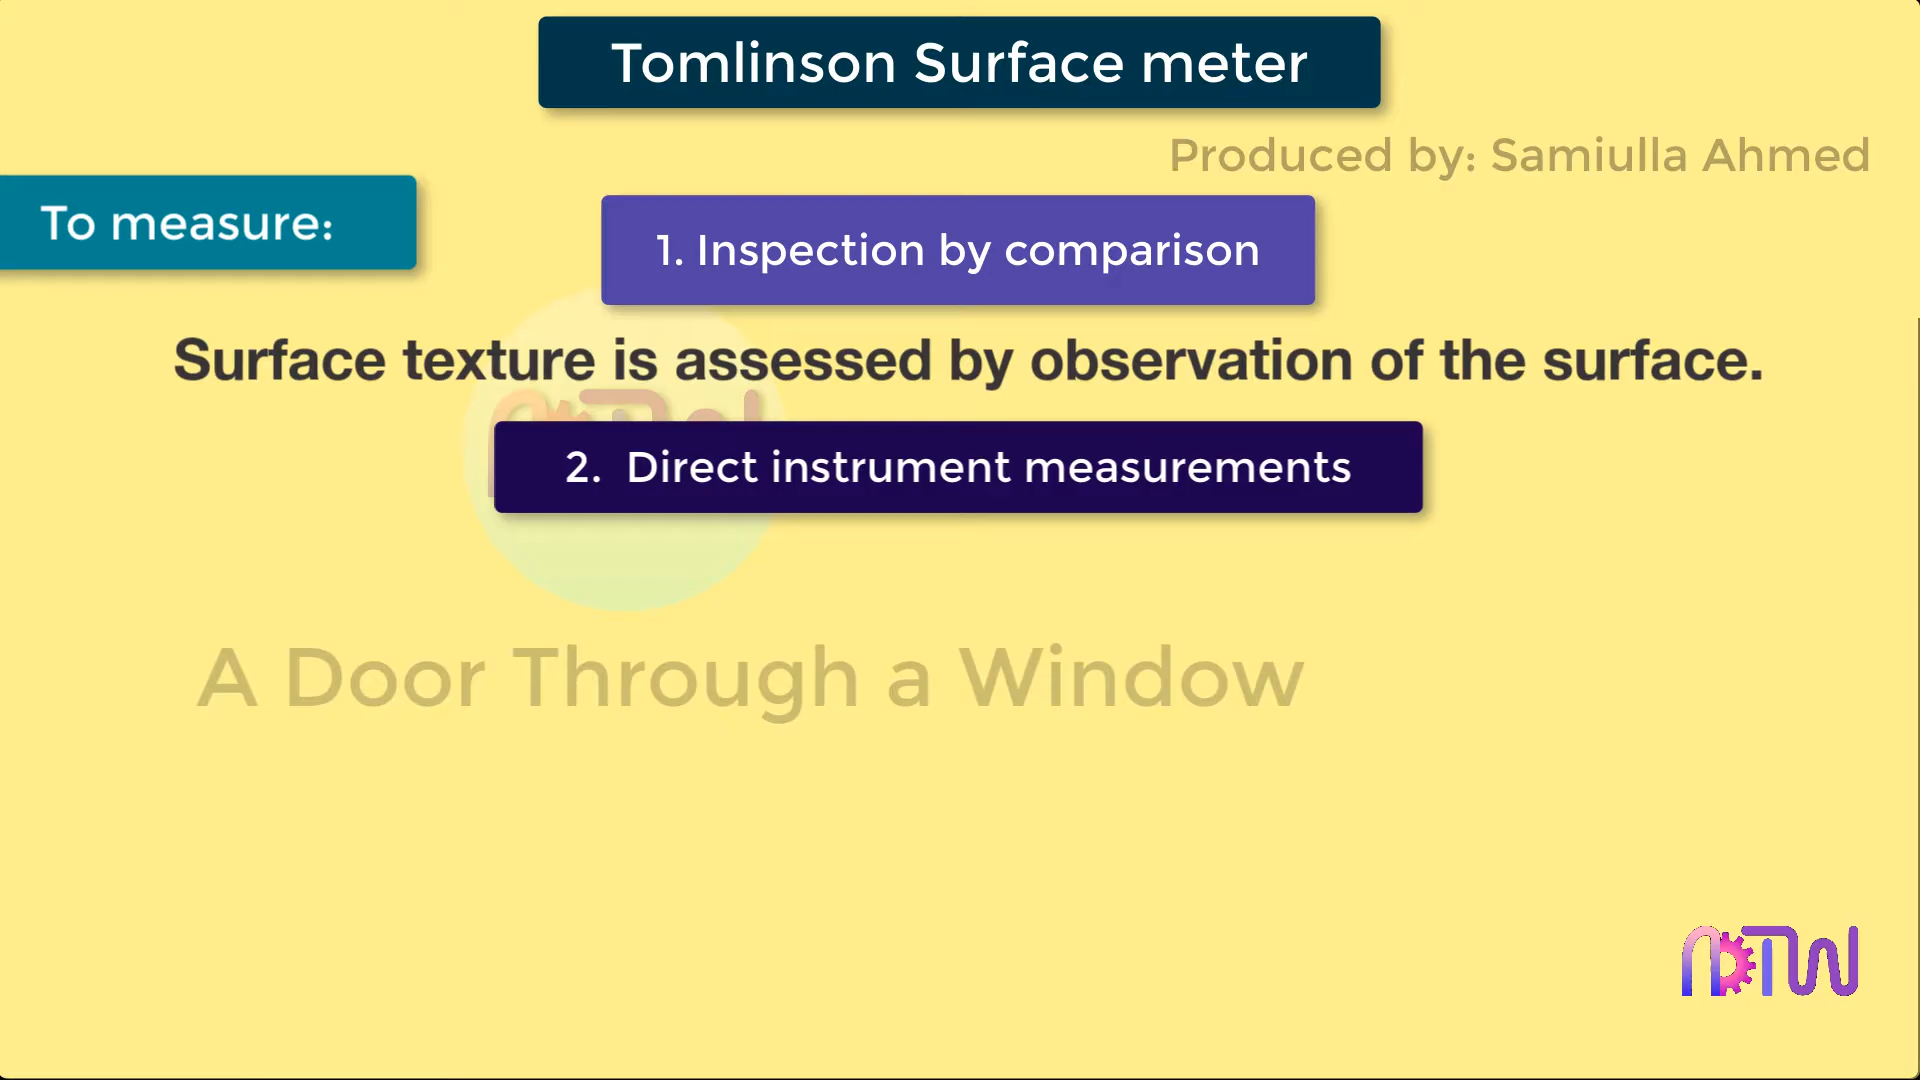 Tomlinson Surface meter
Produced by: Samiulla Ahmed
To measure:
1. Inspection by comparison
Surface texture is assessed by observation of the surface.
2. Direct instrument measurements
A Door Through a Window
ADTW